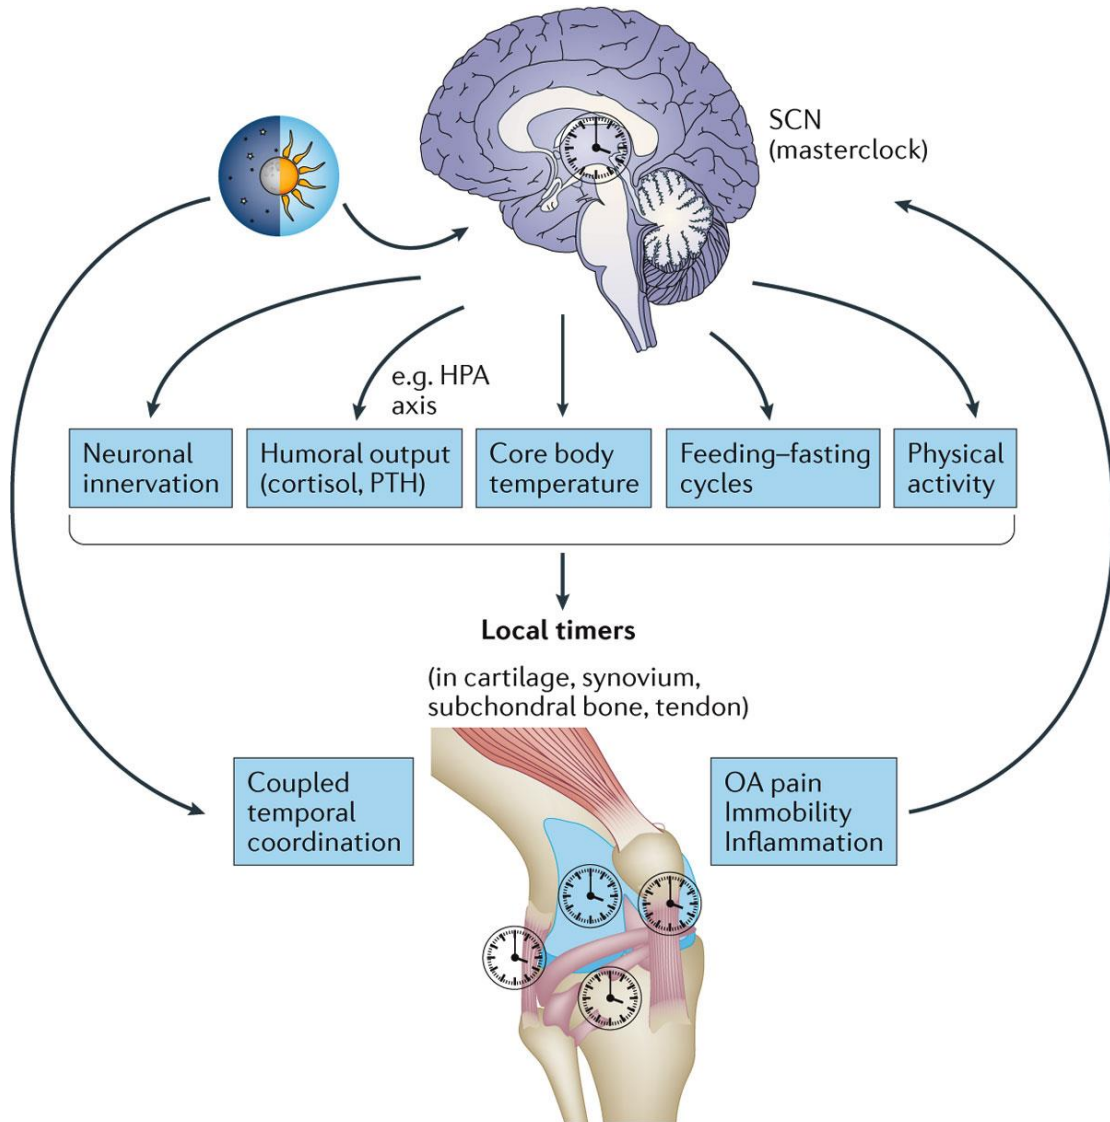 SCN
(masterclock)
e.g. HPA
axis
Neuronal
innervation
Humoral output
(cortisol, PTH)
Core body
temperature
Feeding–fasting
cycles
Physical
activity
Local timers
(in cartilage, synovium,
subchondral bone, tendon)
Coupled
temporal
coordination
OA pain
Immobility
Inflammation